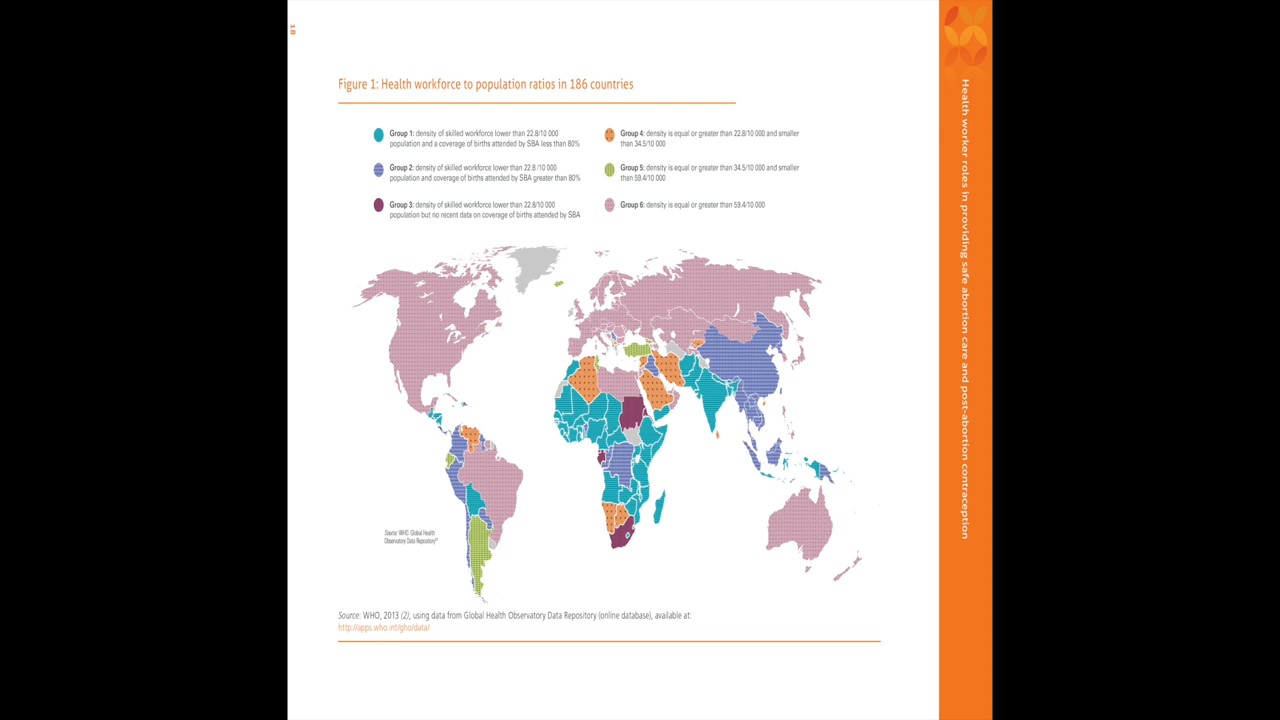 18
Figure 1: Health workforce to population ratios in 186 countries
Group 1: density of skilled workforce lower than 22.8/10 000
population and a coverage of births attended by SBA less than 80%
Group 2: density of skilled workforce lower than 22.8 /10 000
population and coverage of births attended by SBA greater than 80%
Group 3: density of skilled workforce lower than 22.8/10 000
population but no recent data on coverage of births attended by SBA
Group 4: density is equal or greater than 22.8/10 000 and smaller
than 34.5/10 000
Group 5: density is equal or greater than 34.5/10 000 and smaller
than 59.4/10 000
Group 6: density is equal or greater than 59.4/10 000
Source: WHO. Global Health
Observatory Data Repository
Source: WHO, 2013 (2); using data from Global Health Observatory Data Repository (online database), available at:
http://apps.who.int/gho/data/
Health worker roles in providing safe abortion care and post-abortion contraception